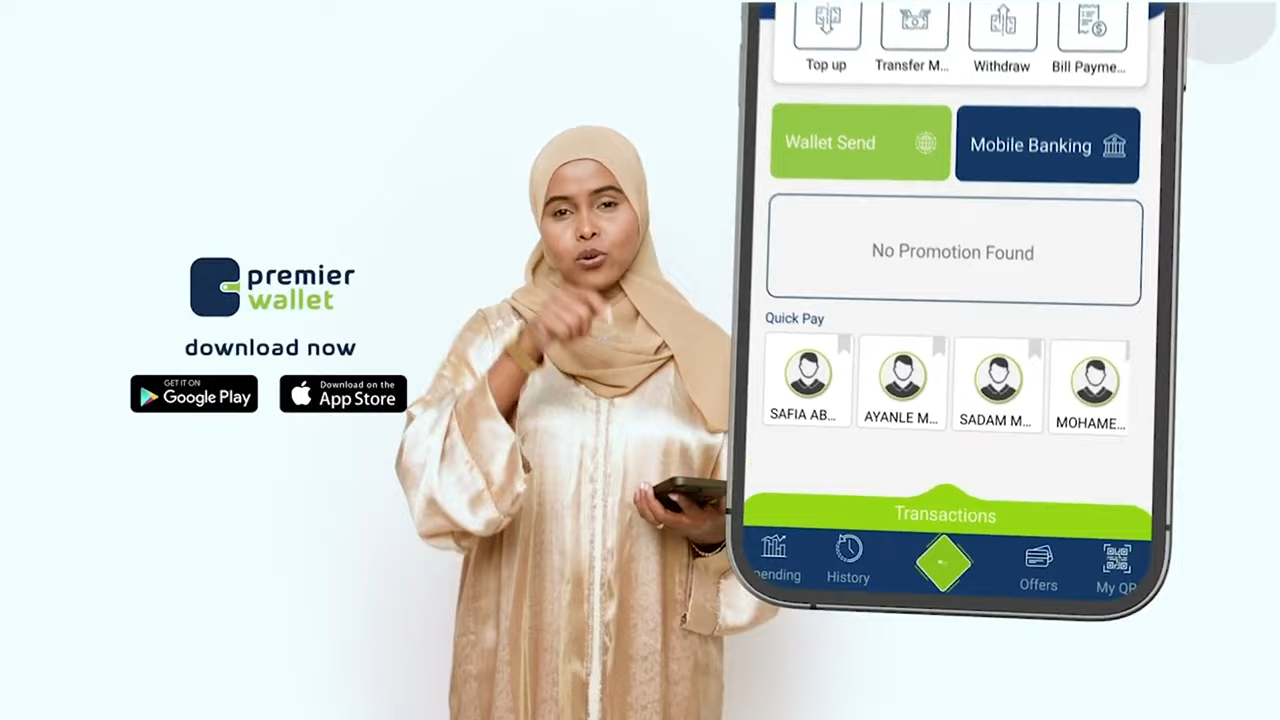 premier
wallet
download now
GET IT ON
Google Play
Download on the
App Store
Top up
Transfer M...
Withdraw
Bill Payme...
Wallet Send
Mobile Banking
No Promotion Found
Quick Pay
SAFIA AB...
AYANLE M...
SADAM M...
MOHAME...
Transactions
pending
History
Offers
My QR